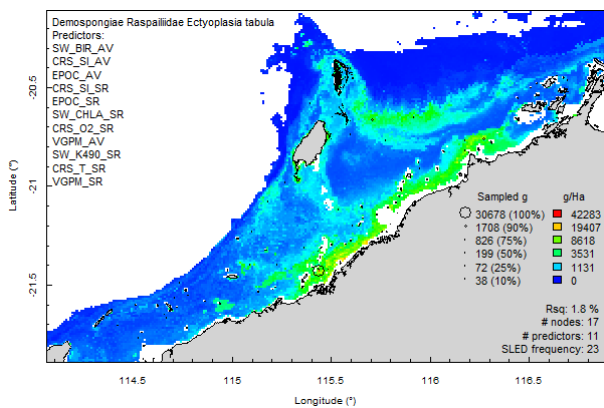 Demospongiae Raspailiidae Ectyoplasia tabula
Predictors:
SW_BIR_AV
CRS_SI_AV
EPOC_AV
CRS_SI_SR
EPOC_SR
SW_CHLA_SR
CRS_O2_SR
VGPM_AV
SW_K490_SR
CRS_T_SR
VGPM_SR
-20.5
-21
-21.5
Latitude (°)
Sampled g g/Ha
30678 (100%) 42283
1708 (90%) 19407
826 (75%) 8618
199 (50%) 3531
72 (25%) 1131
38 (10%) 0
Rsq: 1.8 %
# nodes: 17
# predictors: 11
SLED frequency: 23
114.5 115 115.5 116 116.5
Longitude (°)